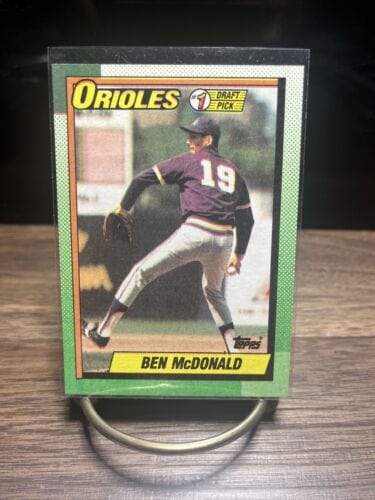 ORIOLES
#1 DRAFT
PICK
19
topps
BEN McDONALD